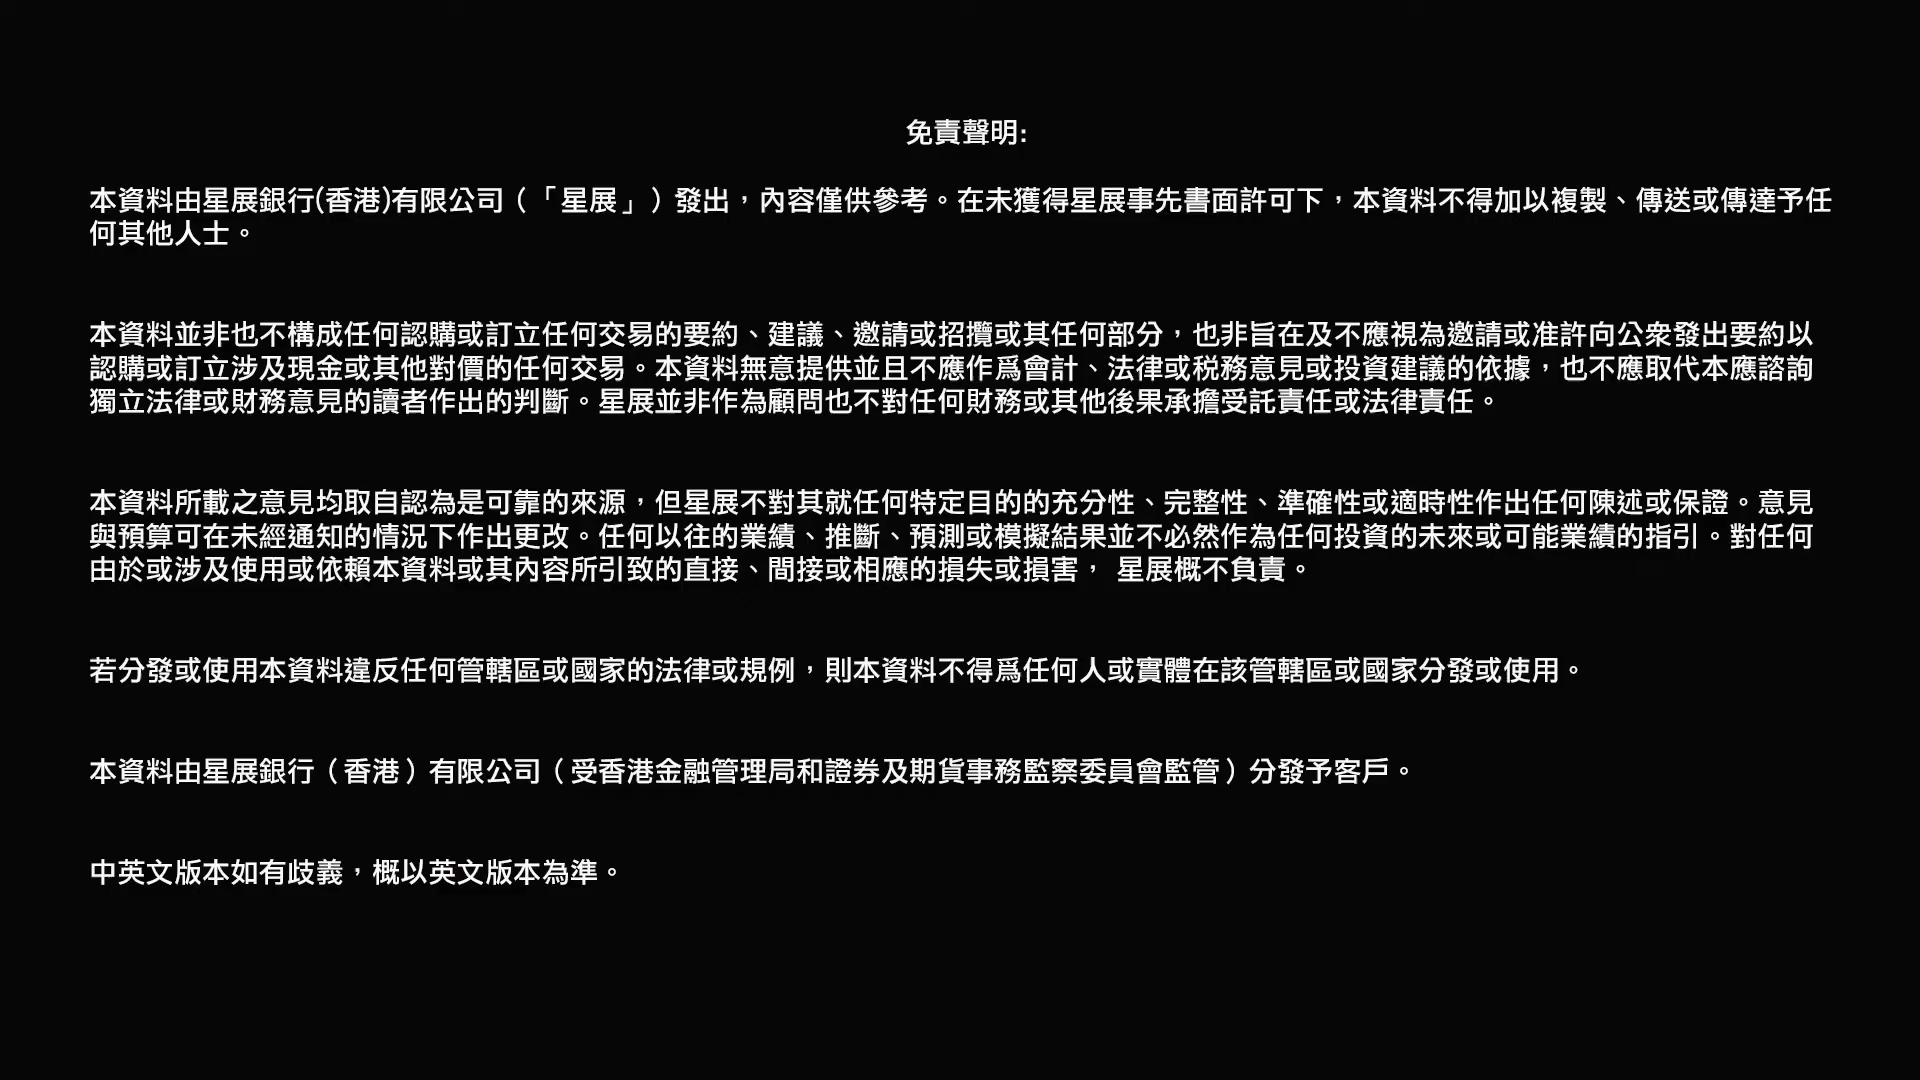 免責聲明:
本資料由星展銀行(香港)有限公司（「星展」）發出，內容僅供參考。在未獲得星展事先書面許可下，本資料不得加以複製、傳送或傳達予任
何其他人士。
本資料並非也不構成任何認購或訂立任何交易的要約、建議、邀請或招攬或其任何部分，也非旨在及不應視為邀請或准許向公衆發出要約以
認購或訂立涉及現金或其他對價的任何交易。本資料無意提供並且不應作爲會計、法律或税務意見或投資建議的依據，也不應取代本應諮詢
獨立法律或財務意見的讀者作出的判斷。星展並非作為顧問也不對任何財務或其他後果承擔受託責任或法律責任。
本資料所載之意見均取自認為是可靠的來源，但星展不對其就任何特定目的的充分性、完整性、準確性或適時性作出任何陳述或保證。意見
與預算可在未經通知的情況下作出更改。任何以往的業績、推斷、預測或模擬結果並不必然作為任何投資的未來或可能業績的指引。對任何
由於或涉及使用或依賴本資料或其內容所引致的直接、間接或相應的損失或損害， 星展概不負責。
若分發或使用本資料違反任何管轄區或國家的法律或規例，則本資料不得爲任何人或實體在該管轄區或國家分發或使用。
本資料由星展銀行（香港）有限公司（受香港金融管理局和證券及期貨事務監察委員會監管）分發予客戶。
中英文版本如有歧義，概以英文版本為準。